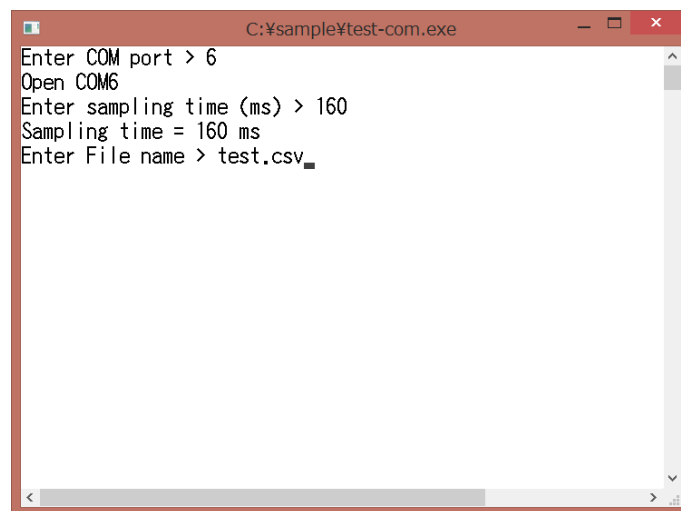 C:¥sample¥test-com.exe
Enter COM port > 6
Open COM6
Enter sampling time (ms) > 160
Sampling time = 160 ms
Enter File name > test.csv_